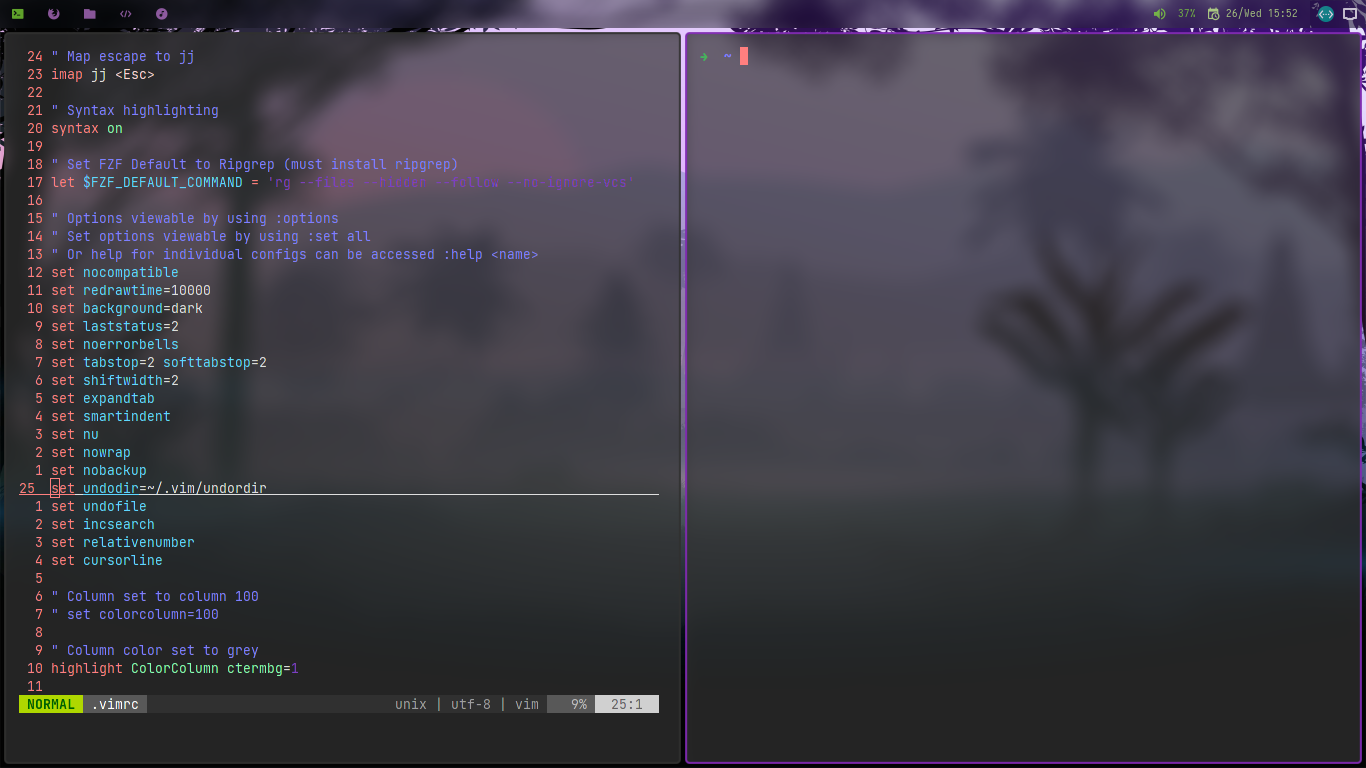 37% 26/Wed 15:52
24 " Map escape to jj
23 imap jj <Esc>
22
21 " Syntax highlighting
20 syntax on
19
18 " Set FZF Default to Ripgrep (must install ripgrep)
17 let $FZF_DEFAULT_COMMAND = 'rg --files --hidden --follow --no-ignore-vcs'
16
15 " Options viewable by using :options
14 " Set options viewable by using :set all
13 " Or help for individual configs can be accessed :help <name>
12 set nocompatible
11 set redrawtime=10000
10 set background=dark
9 set laststatus=2
8 set noerrorbells
7 set tabstop=2 softtabstop=2
6 set shiftwidth=2
5 set expandtab
4 set smartindent
3 set nu
2 set nowrap
1 set nobackup
25 set undodir=~/.vim/undordir
1 set undofile
2 set incsearch
3 set relativenumber
4 set cursorline
5
6 " Column set to column 100
7 " set colorcolumn=100
8
9 " Column color set to grey
10 highlight ColorColumn ctermbg=1
11
NORMAL .vimrc unix | utf-8 | vim 9% 25:1
→ ~